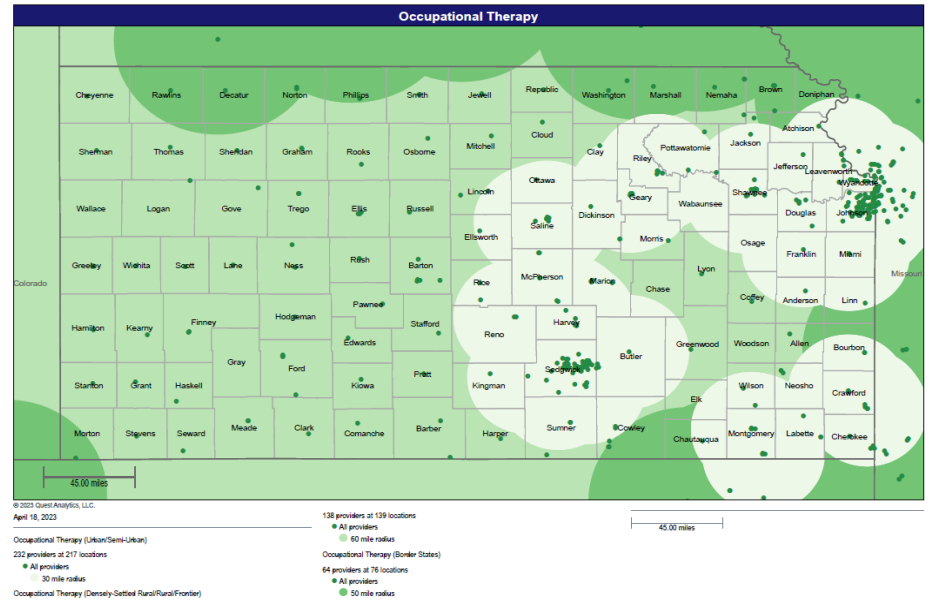 Occupational Therapy
Cheyenne Rawlins Decatur Norton Phillips Smith Jewell Republic Washington Marshall Nemaha Brown Doniphan
Atchison
Sherman Thomas Sheridan Graham Rooks Osborne Mitchell Cloud Clay Riley Pottawatomie Jackson
Jefferson Leavenworth
Wyandotte
Wallace Logan Gove Trego Ellis Russell Lincoln Ottawa Geary Wabaunsee Shawnee
Saline Dickinson Douglas Johnson
Ellsworth Morris Osage
Greeley Wichita Scott Lane Ness Rush Barton McPherson Marion Lyon Franklin Miami
Colorado Rice Chase Missouri
Hamilton Kearny Finney Hodgeman Pawnee Stafford Reno Harvey Coffey Anderson Linn
Gray Ford Edwards Sedgwick Butler Greenwood Woodson Allen Bourbon
Stanton Grant Haskell Kiowa Pratt Kingman Elk Wilson Neosho Crawford
Morton Stevens Seward Meade Clark Comanche Barber Harper Sumner Cowley Chautauqua Montgomery Labette Cherokee
45.00 miles
© 2023 Quest Analytics, LLC.
April 18, 2023
Occupational Therapy (Urban/Semi-Urban)
232 providers at 217 locations
All providers
30 mile radius
Occupational Therapy (Densely-Settled Rural/Rural/Frontier)
138 providers at 139 locations
All providers
60 mile radius
Occupational Therapy (Border States)
64 providers at 76 locations
All providers
50 mile radius
45.00 miles